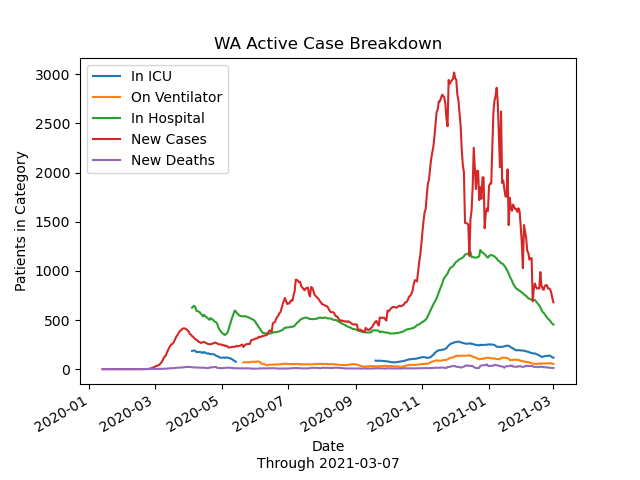 WA Active Case Breakdown
In ICU
On Ventilator
In Hospital
New Cases
New Deaths
Patients in Category
3000
2500
2000
1500
1000
500
0
2020-01
2020-03
2020-05
2020-07
2020-09
2020-11
2021-01
2021-03
Date
Through 2021-03-07